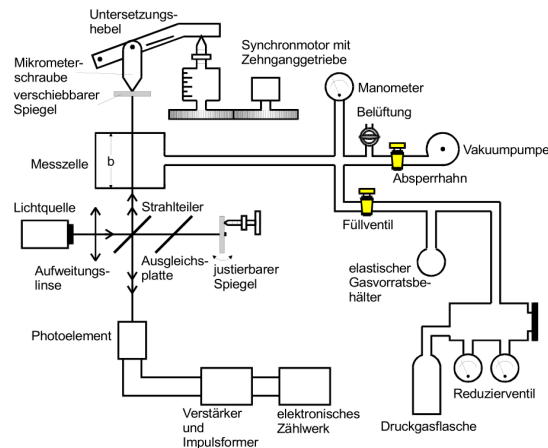 Untersetzungs-
hebel
Synchronmotor mit
Zehnganggetriebe
Mikrometer-
schraube
verschiebbarer
Spiegel
Manometer
Belüftung
Vakuumpumpe
Messzelle
b
Absperrhahn
Lichtquelle
Strahlteiler
Füllventil
Aufweitungs-
linse
Ausgleichs-
platte
justierbarer
Spiegel
elastischer
Gasvorratsbe-
hälter
Photoelement
Reduzierventil
Verstärker
und
Impulsformer
elektronisches
Zählwerk
Druckgasflasche